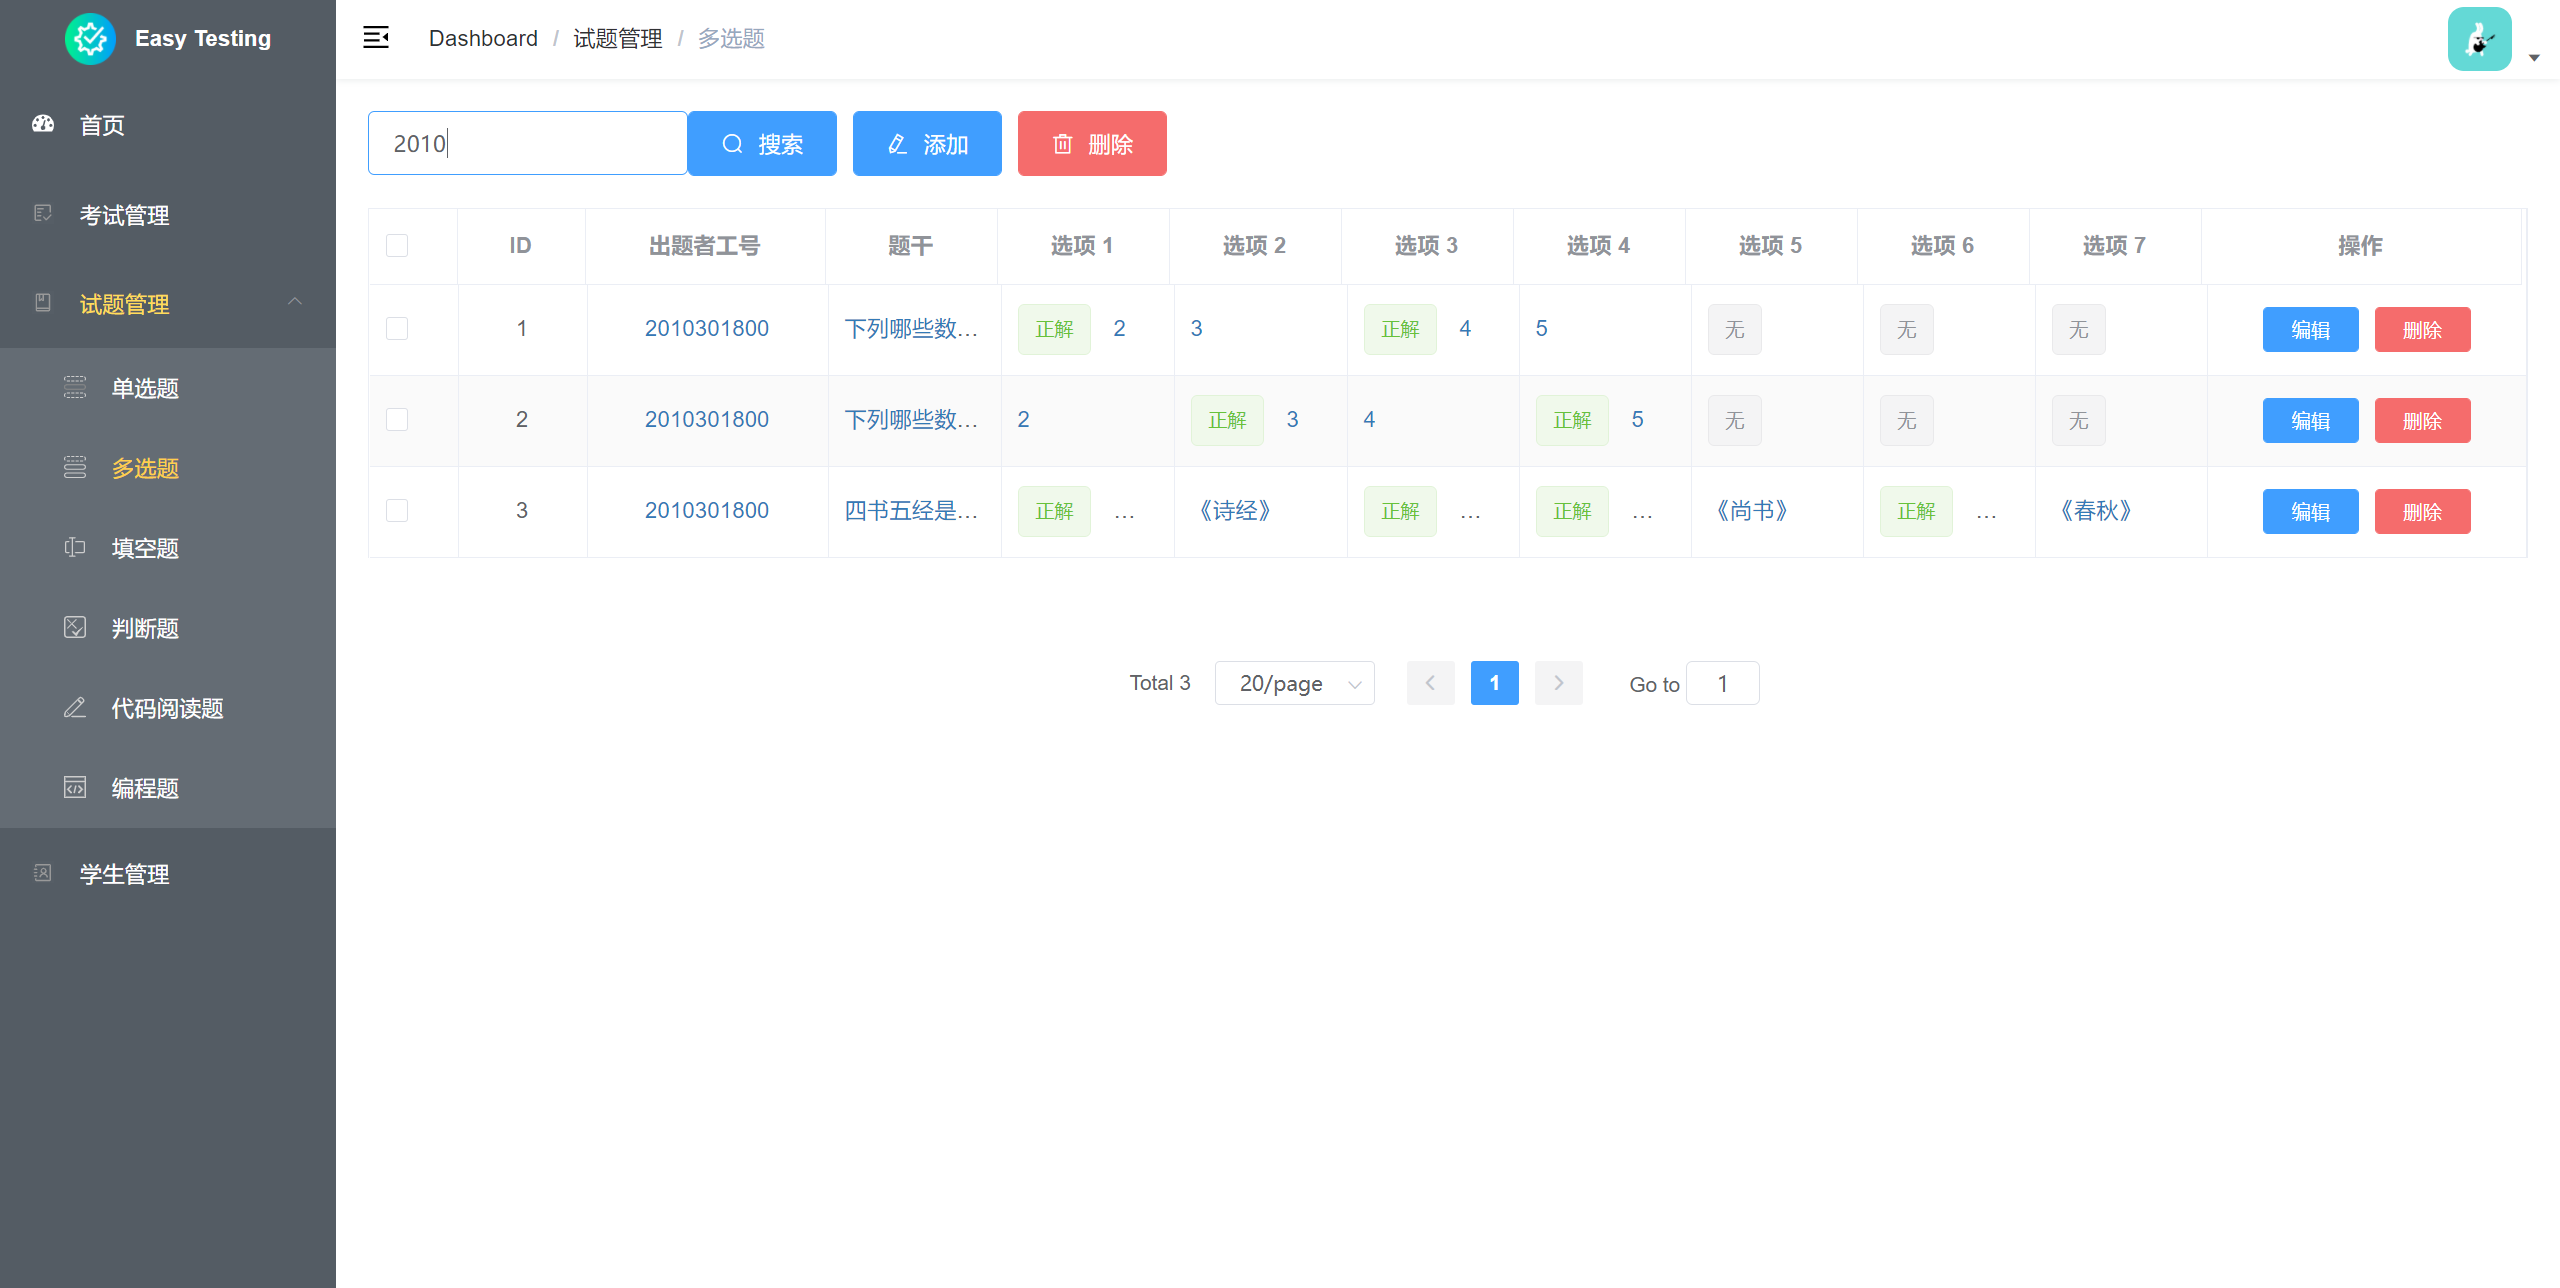 Easy Testing
Dashboard / 试题管理 / 多选题
首页
考试管理
试题管理
单选题
多选题
填空题
判断题
代码阅读题
编程题
学生管理
2010 搜索 添加 删除
ID 出题者工号 题干 选项 1 选项 2 选项 3 选项 4 选项 5 选项 6 选项 7 操作
1 2010301800 下列哪些数… 正解 2 3 正解 4 5 无 无 无 编辑 删除
2 2010301800 下列哪些数… 2 正解 3 4 正解 5 无 无 无 编辑 删除
3 2010301800 四书五经是… 正解 … 《诗经》 正解 … 正解 … 《尚书》 正解 … 《春秋》 编辑 删除
Total 3 20/page 1 Go to 1